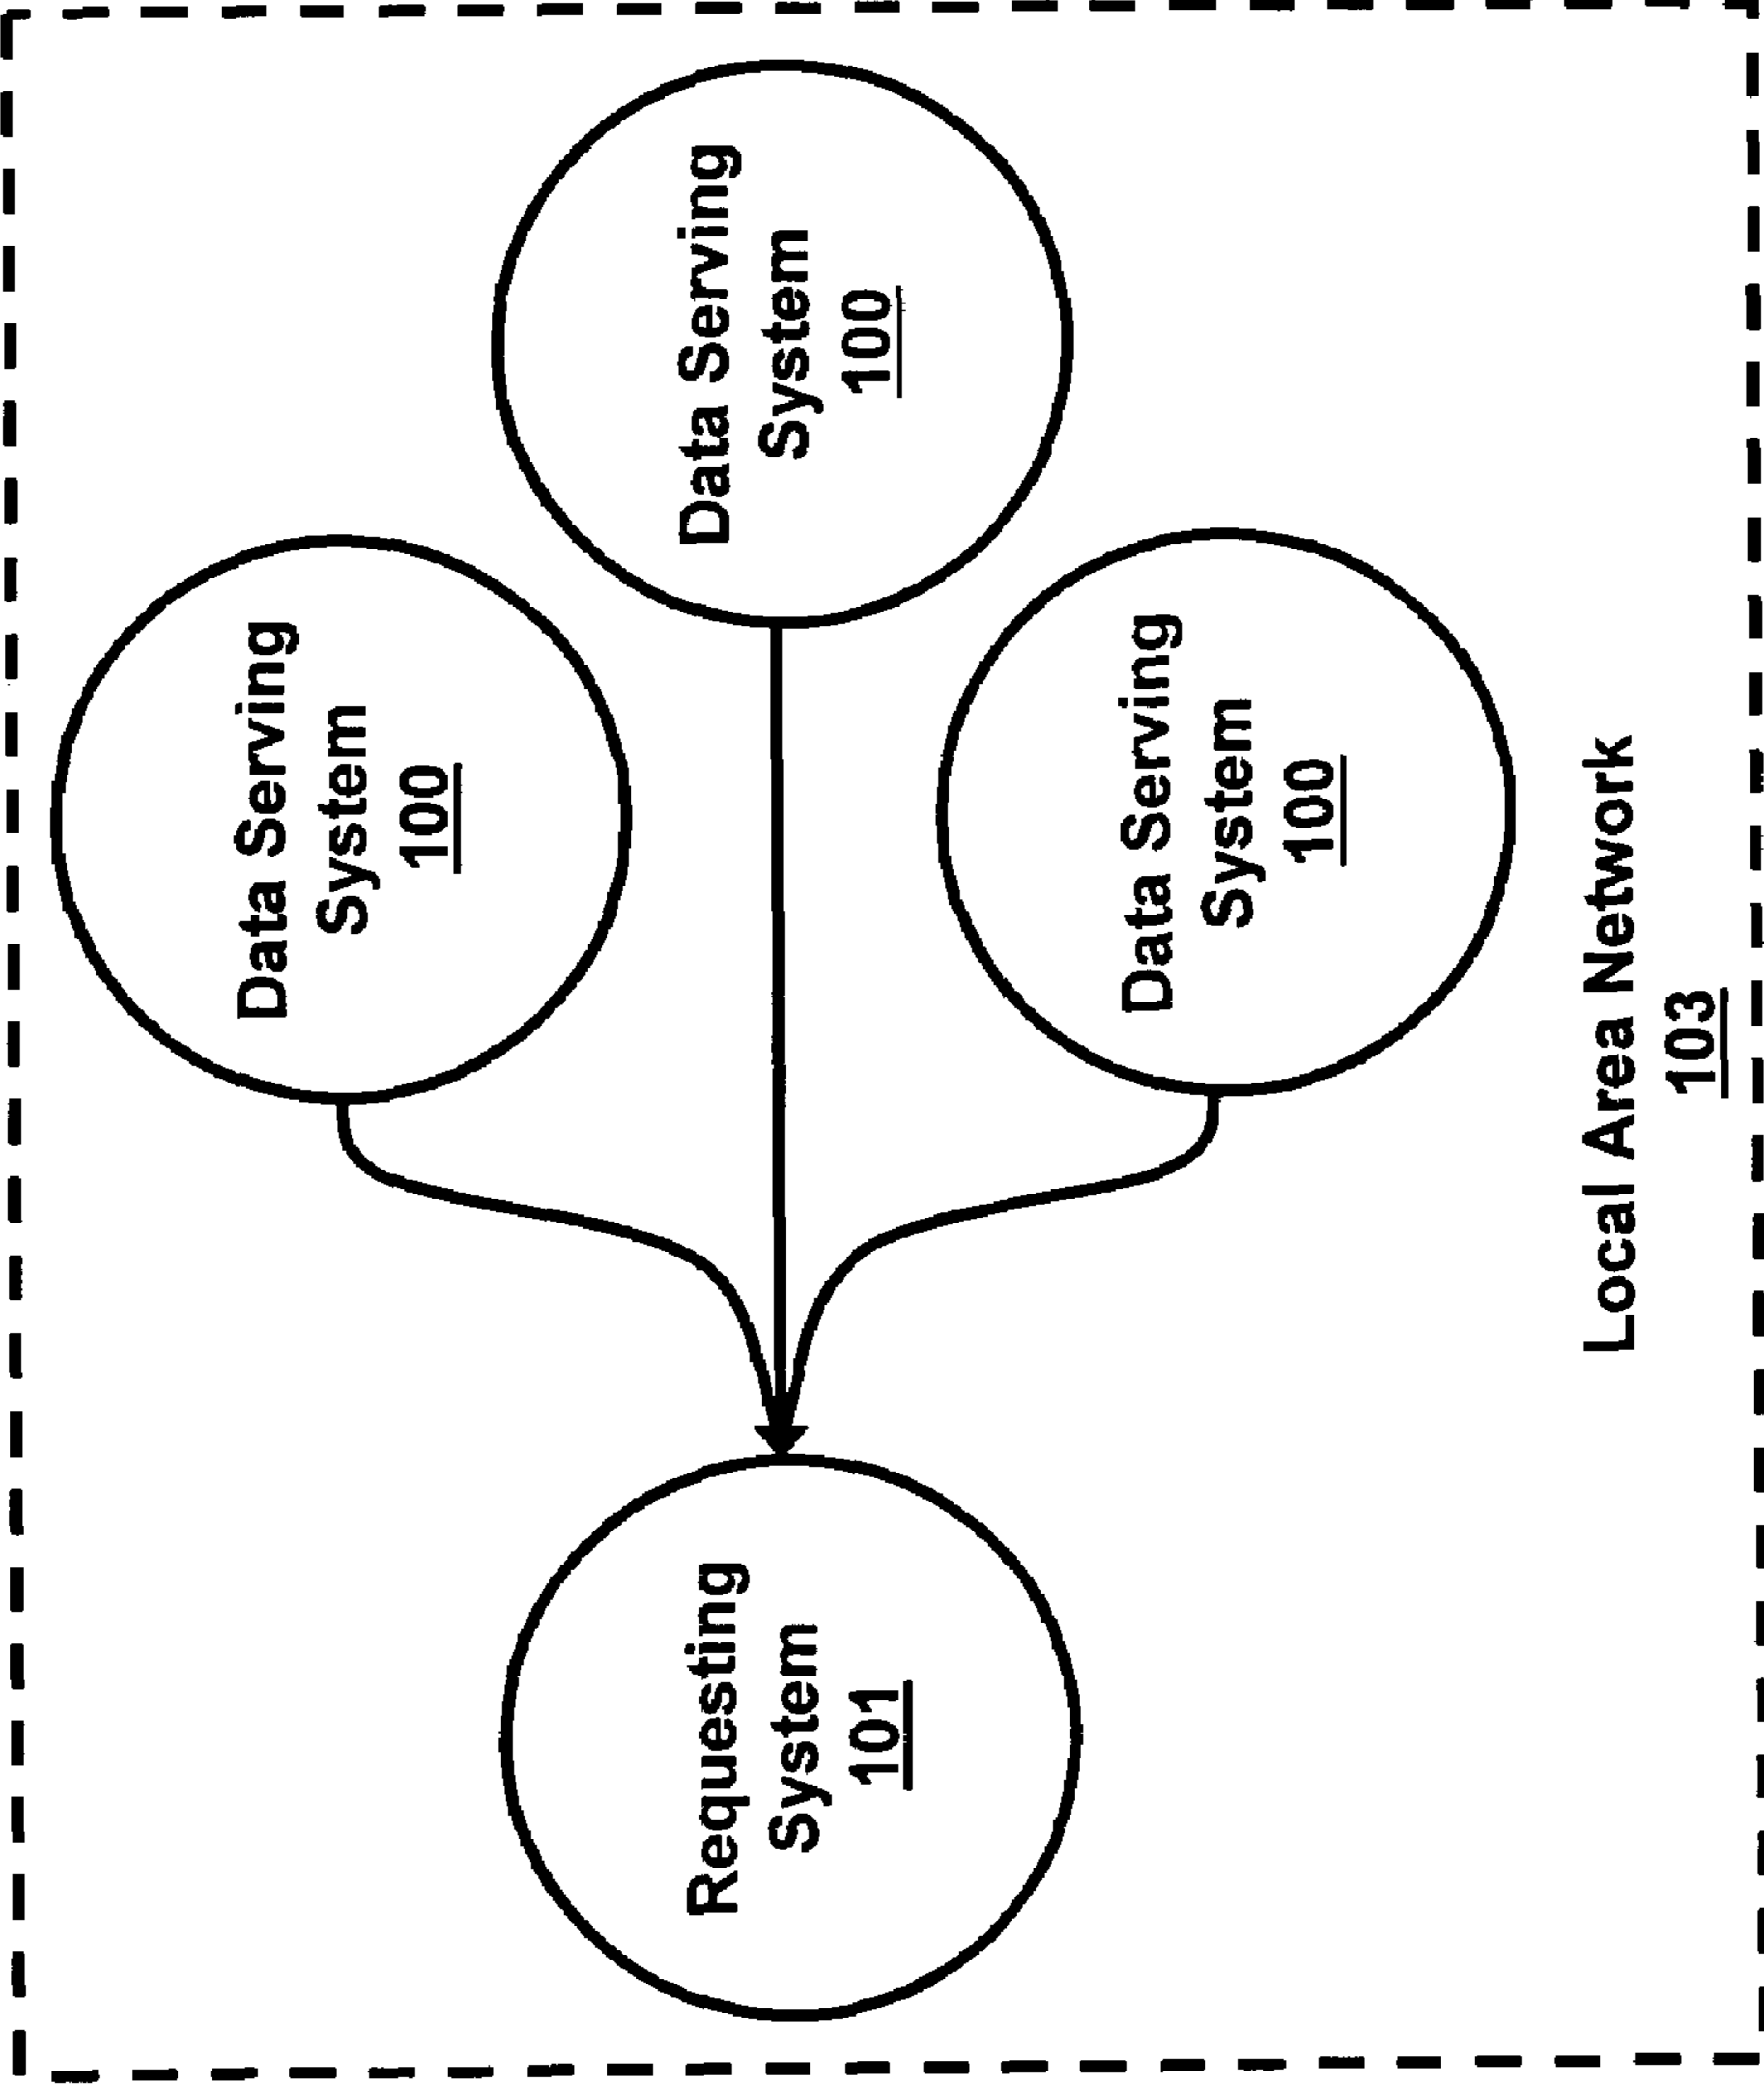 Data Serving
System
100
Data Serving
System
100
Data Serving
System
100
Requesting
System
101
Local Area Network
103